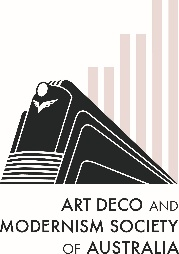 ART DECO AND
MODERNISM SOCIETY
OF AUSTRALIA